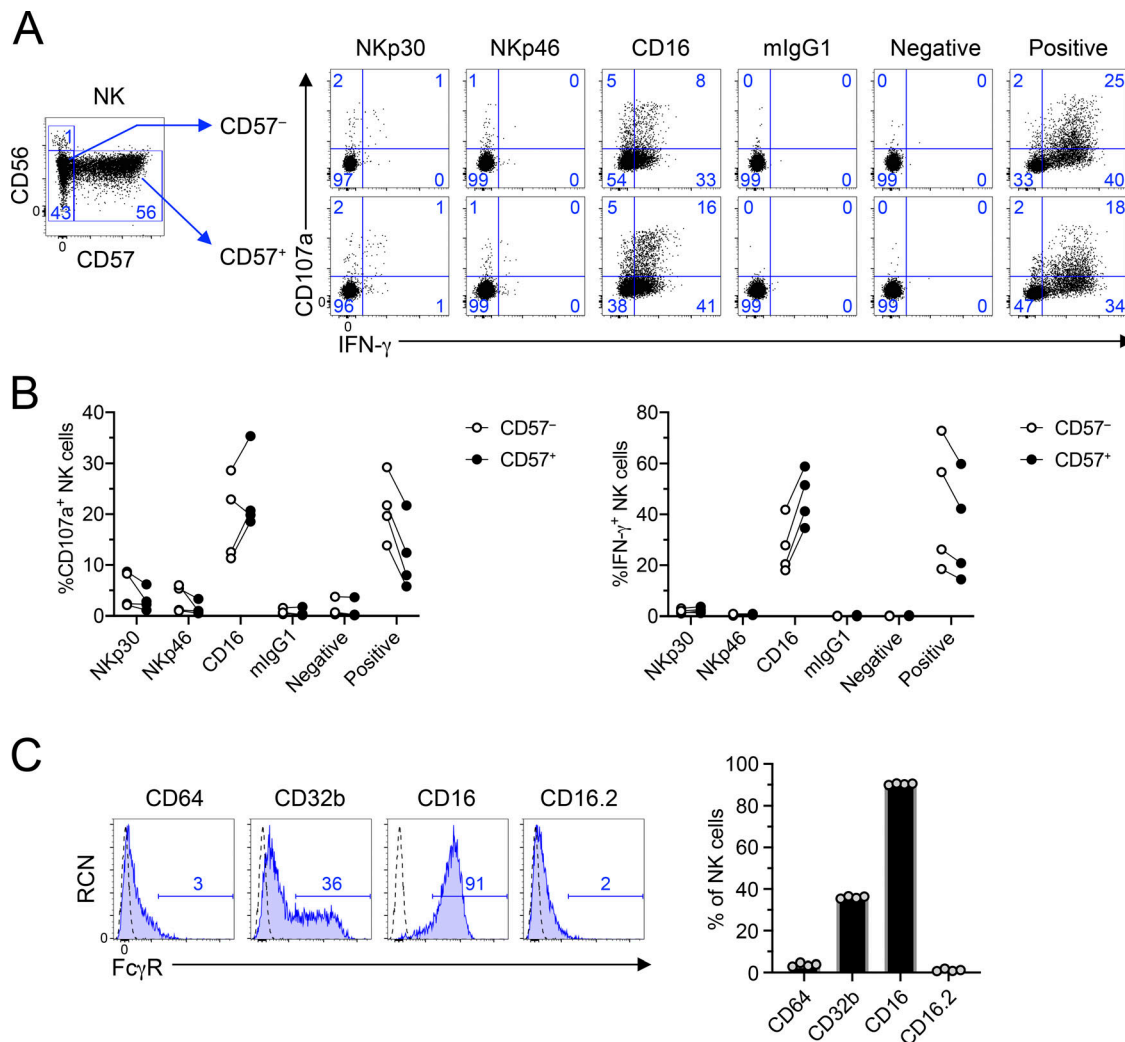 A
NKp30 NKp46 CD16 mIgG1 Negative Positive
NK
CD56
1
43 56
0
0
CD57
CD57⁻
CD57⁺
CD107a
2 1 1 0 5 8 0 0 0 0 2 25
97 0 99 0 54 33 99 0 99 0 33 40
2 1 1 0 5 16 0 0 0 0 2 18
96 1 99 0 38 41 99 0 99 0 47 34
0
0
IFN-γ
B
%CD107a⁺ NK cells
40
30
20
10
0
NKp30 NKp46 CD16 mIgG1 Negative Positive
CD57⁻
CD57⁺
%IFN-γ⁺ NK cells
80
60
40
20
0
NKp30 NKp46 CD16 mIgG1 Negative Positive
CD57⁻
CD57⁺
C
CD64 CD32b CD16 CD16.2
RCN
3 36 91 2
0
0
FcγR
% of NK cells
100
80
60
40
20
0
CD64 CD32b CD16 CD16.2